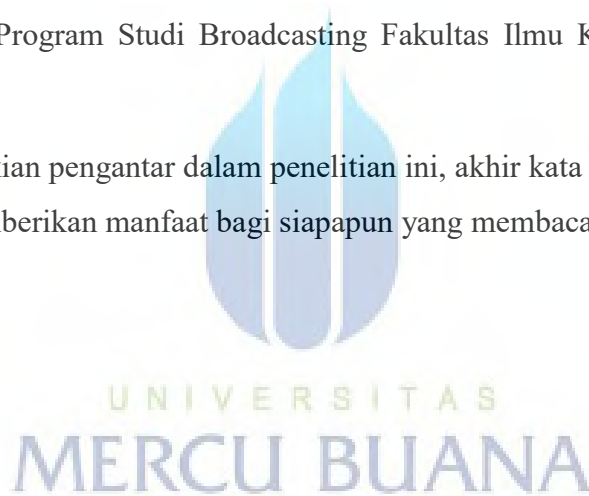 Program Studi Broadcasting Fakultas Ilmu
ian pengantar dalam penelitian ini, akhir kata
berikan manfaat bagi siapapun yang membaca
UNIVERSITAS
MERCU BUANA